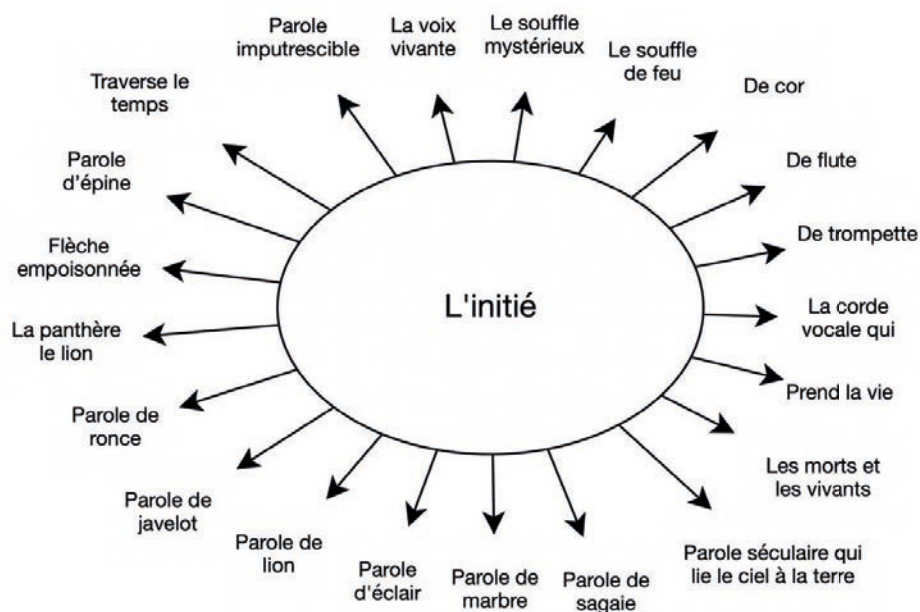 Parole
imputrescible
La voix
vivante
Le souffle
mystérieux
Le souffle
de feu
De cor
De flute
De trompette
La corde
vocale qui
Prend la vie
Les morts et
les vivants
Parole séculaire qui
lie le ciel à la terre
Parole de
sagaie
Parole de
marbre
Parole
d'éclair
Parole de
lion
Parole de
javelot
Parole de
ronce
La panthère
le lion
Flèche
empoisonnée
Parole
d'épine
Traverse le
temps
L'initié